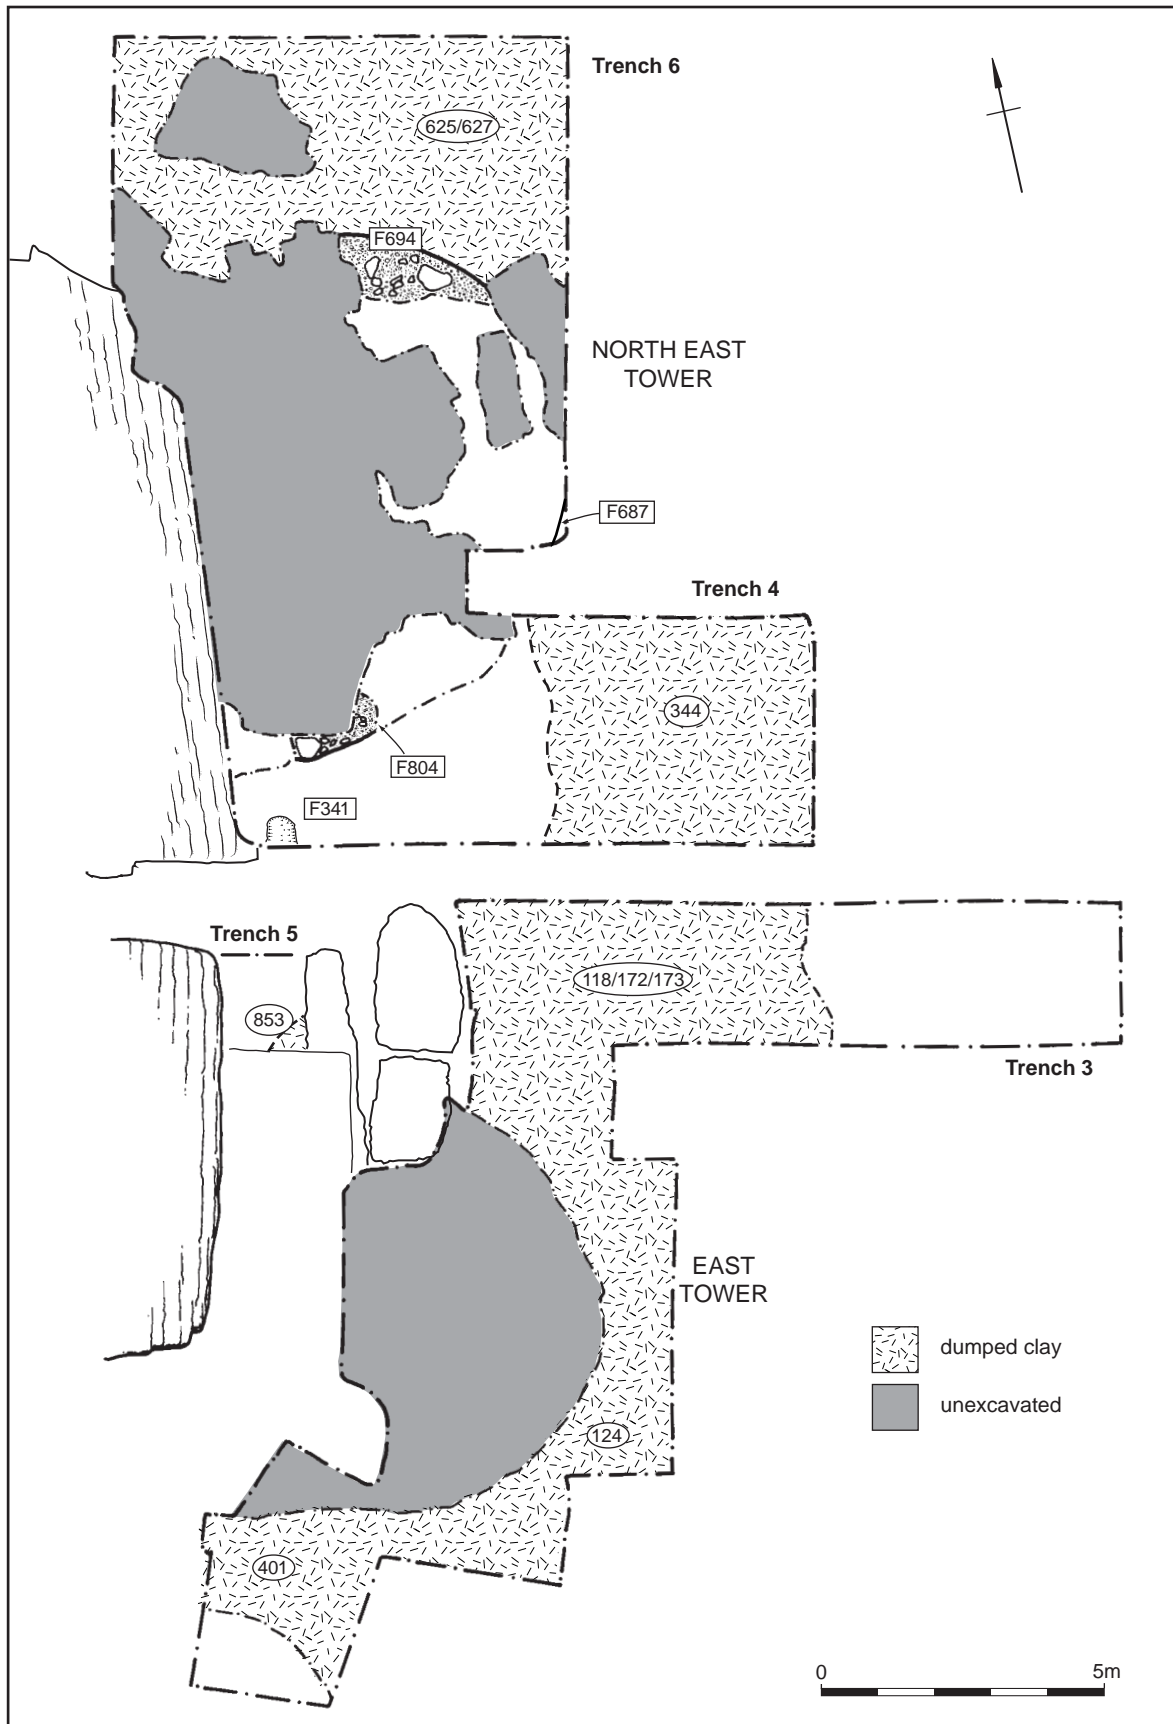 Trench 6
625/627
F694
NORTH EAST
TOWER
F687
Trench 4
344
F804
F341
Trench 5
118/172/173
853
Trench 3
EAST
TOWER
dumped clay
unexcavated
124
401
0
5m